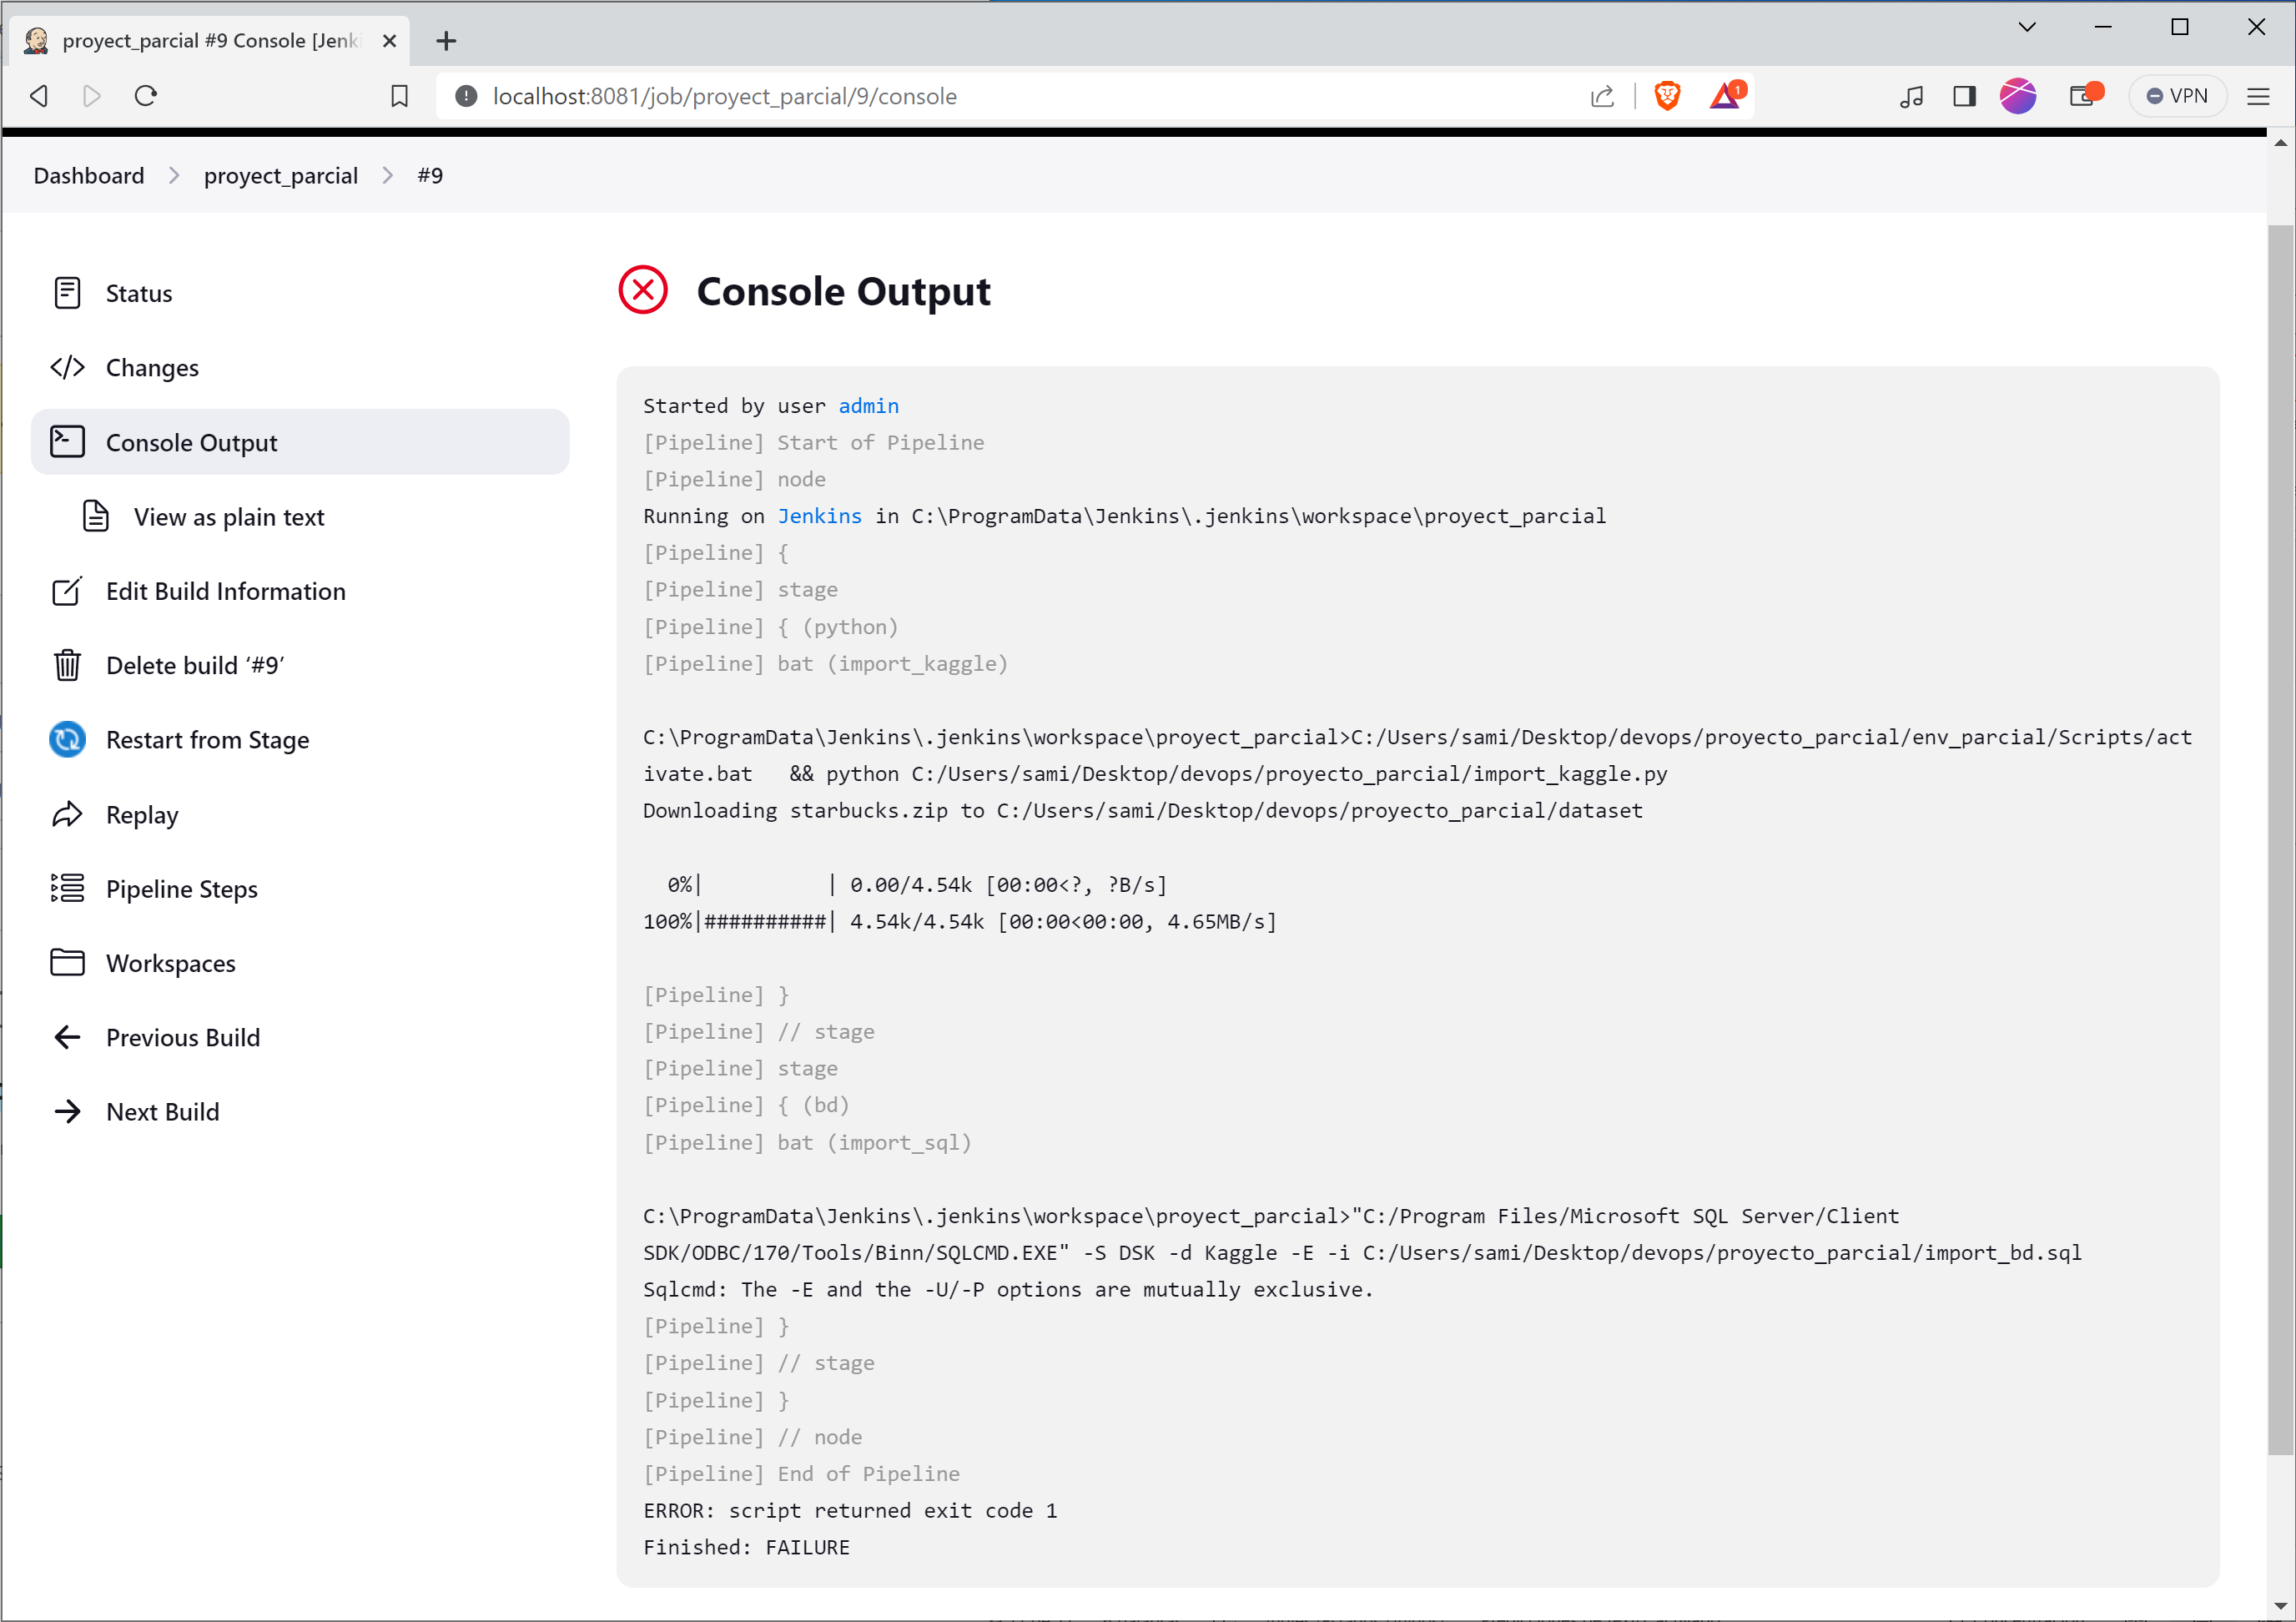 proyect_parcial #9 Console [Jenki
localhost:8081/job/proyect_parcial/9/console
1
VPN
Dashboard
proyect_parcial
#9
Status
Changes
Console Output
View as plain text
Edit Build Information
Delete build ‘#9’
Restart from Stage
Replay
Pipeline Steps
Workspaces
Previous Build
Next Build
Console Output
Started by user admin
[Pipeline] Start of Pipeline
[Pipeline] node
Running on Jenkins in C:\ProgramData\Jenkins\.jenkins\workspace\proyect_parcial
[Pipeline] {
[Pipeline] stage
[Pipeline] { (python)
[Pipeline] bat (import_kaggle)
C:\ProgramData\Jenkins\.jenkins\workspace\proyect_parcial>C:/Users/sami/Desktop/devops/proyecto_parcial/env_parcial/Scripts/act
ivate.bat   && python C:/Users/sami/Desktop/devops/proyecto_parcial/import_kaggle.py
Downloading starbucks.zip to C:/Users/sami/Desktop/devops/proyecto_parcial/dataset
0%|          | 0.00/4.54k [00:00<?, ?B/s]
100%|##########| 4.54k/4.54k [00:00<00:00, 4.65MB/s]
[Pipeline] }
[Pipeline] // stage
[Pipeline] stage
[Pipeline] { (bd)
[Pipeline] bat (import_sql)
C:\ProgramData\Jenkins\.jenkins\workspace\proyect_parcial>"C:/Program Files/Microsoft SQL Server/Client
SDK/ODBC/170/Tools/Binn/SQLCMD.EXE" -S DSK -d Kaggle -E -i C:/Users/sami/Desktop/devops/proyecto_parcial/import_bd.sql
Sqlcmd: The -E and the -U/-P options are mutually exclusive.
[Pipeline] }
[Pipeline] // stage
[Pipeline] }
[Pipeline] // node
[Pipeline] End of Pipeline
ERROR: script returned exit code 1
Finished: FAILURE